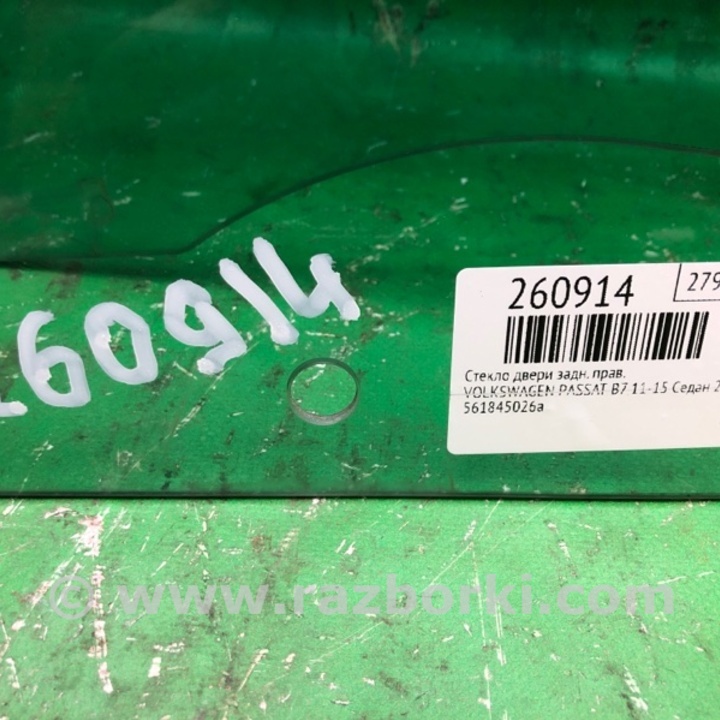 260914
260914
279
Стекло двери задн. прав.
VOLKSWAGEN PASSAT B7 11-15 Седан 2
561845026a
© www.razborki.com